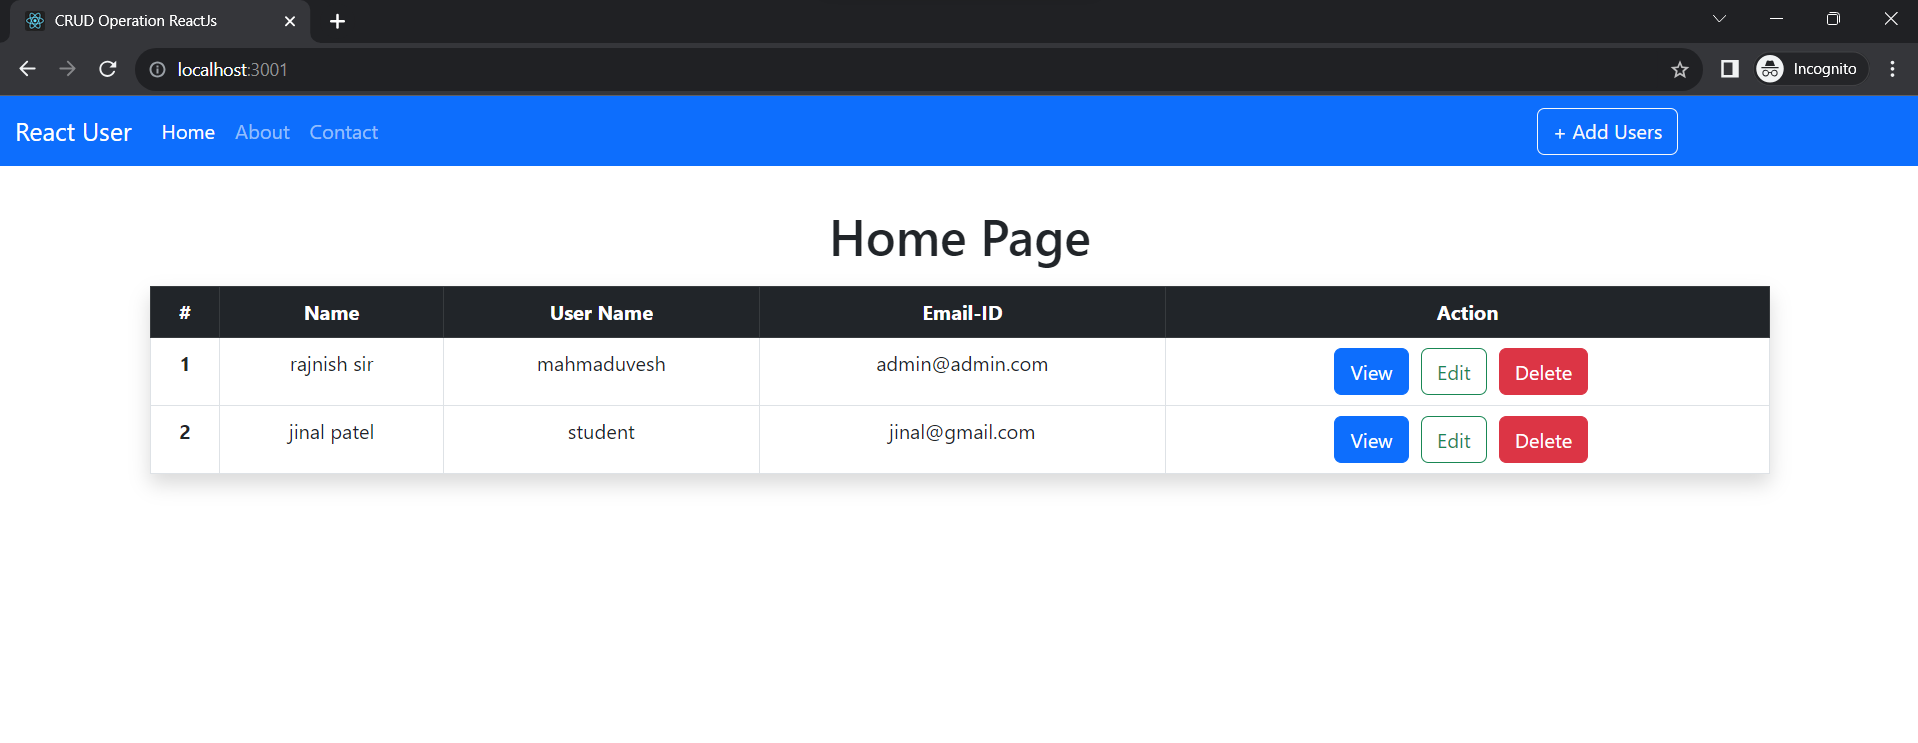 CRUD Operation ReactJs
localhost:3001
Incognito
React User Home About Contact + Add Users
Home Page
# Name User Name Email-ID Action
1 rajnish sir mahmaduvesh admin@admin.com View Edit Delete
2 jinal patel student jinal@gmail.com View Edit Delete